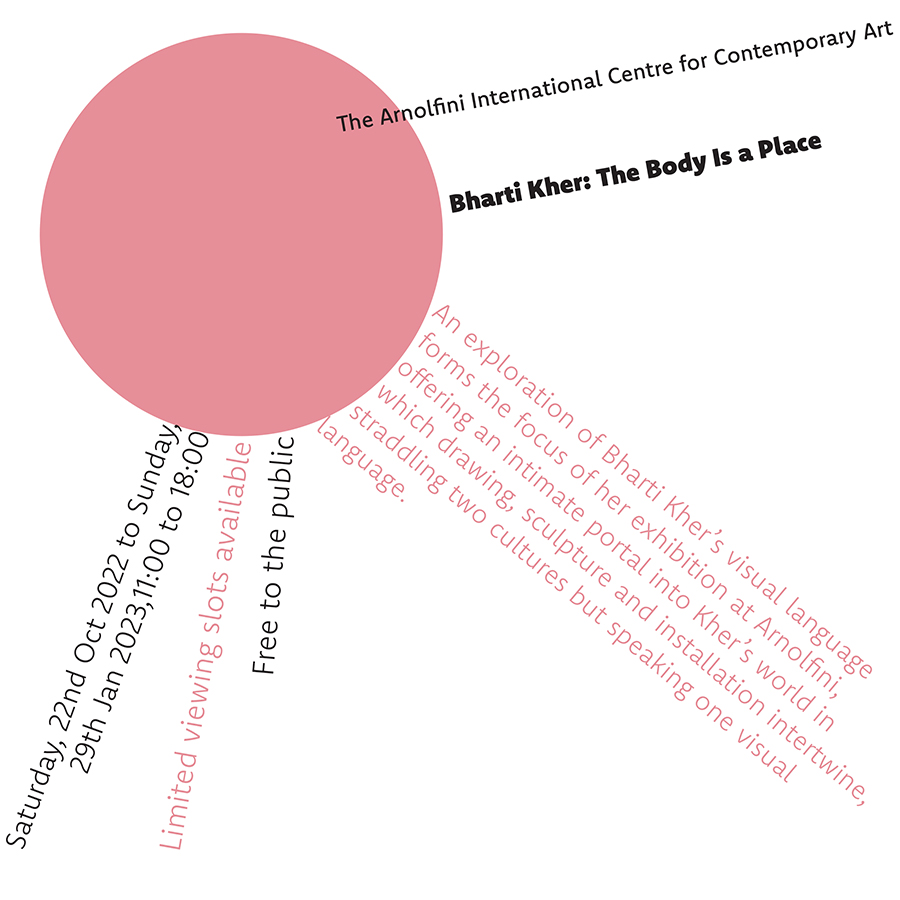 The Arnolfini International Centre for Contemporary Art
Bharti Kher: The Body Is a Place
An exploration of Bharti Kher's visual language
forms the focus of her exhibition at Arnolfini,
offering an intimate portal into Kher's world in
which drawing, sculpture and installation intertwine,
straddling two cultures but speaking one visual
language.
Saturday, 22nd Oct 2022 to Sunday,
29th Jan 2023,11:00 to 18:00
Limited viewing slots available
Free to the public